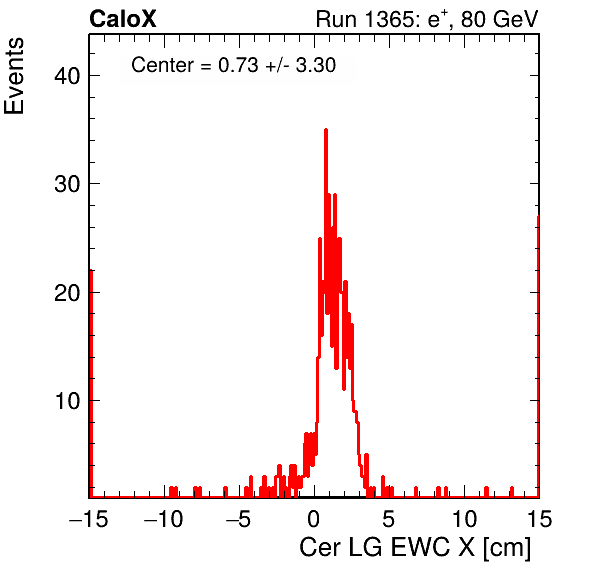 CaloX Run 1365: e⁺, 80 GeV
Center = 0.73 +/- 3.30
Events
40
30
20
10
−15 −10 −5 0 5 10 15
Cer LG EWC X [cm]